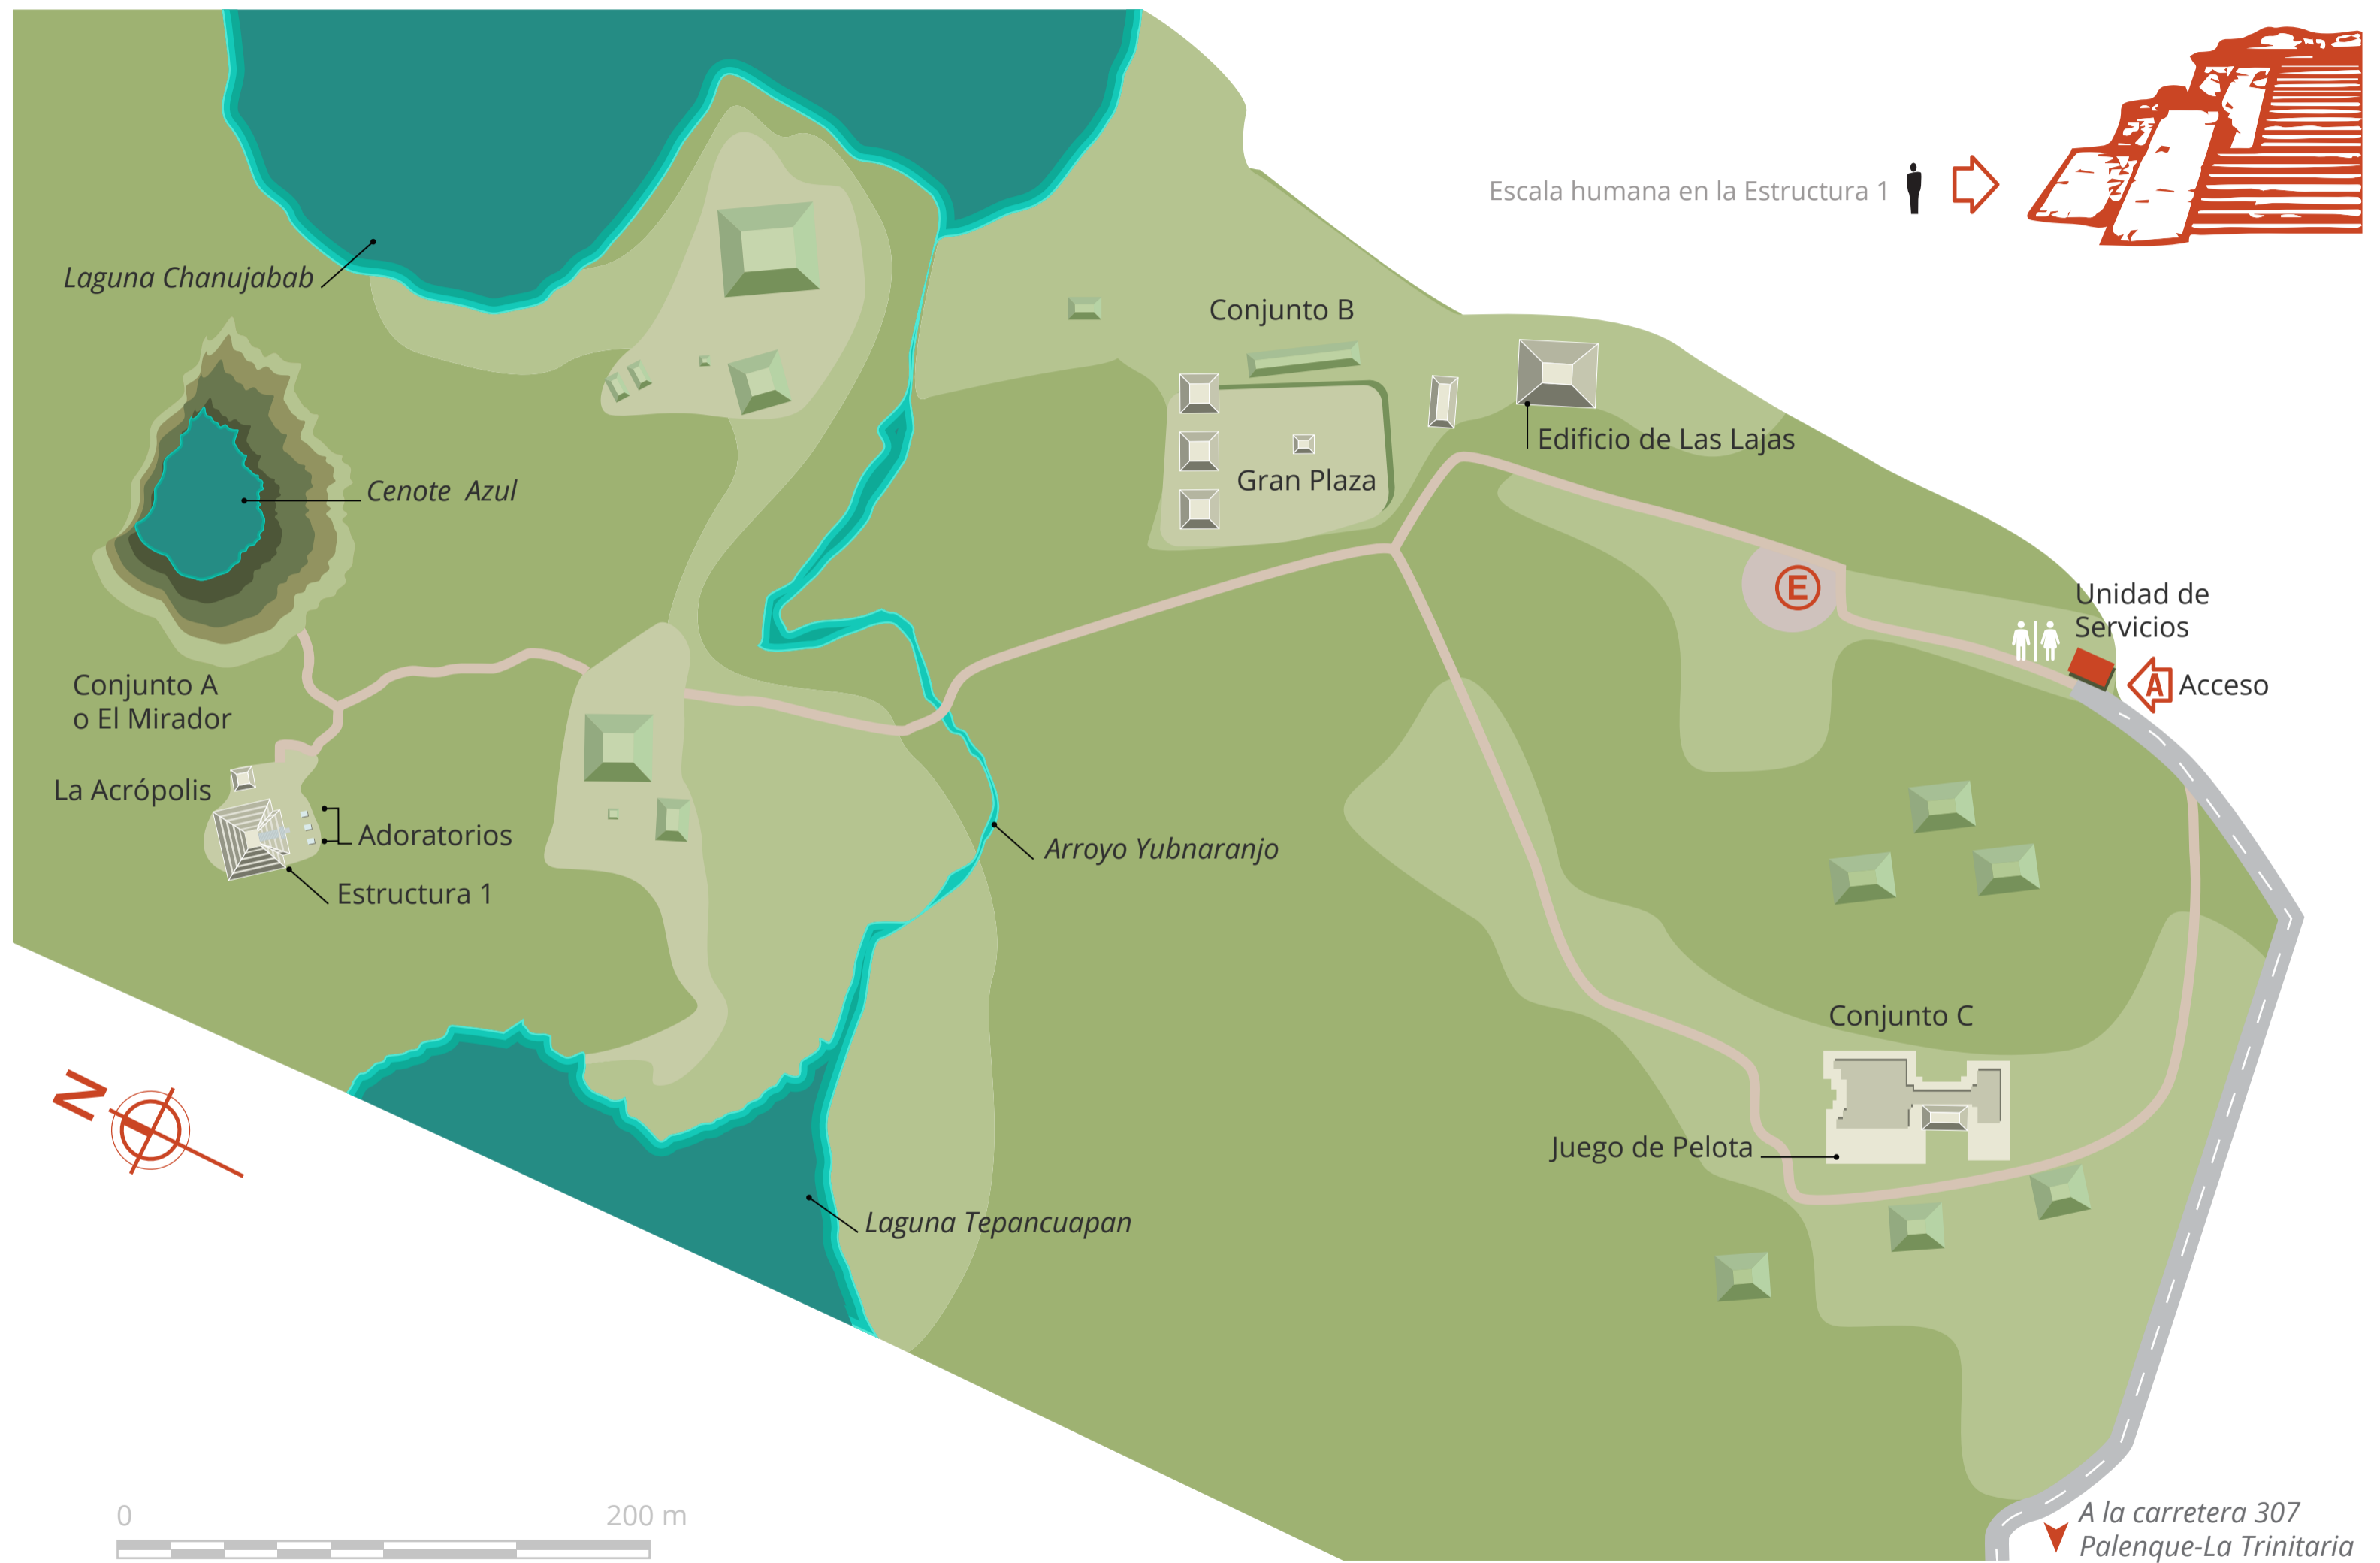 Escala humana en la Estructura 1
Laguna Chanujabab
Conjunto B
Edificio de Las Lajas
Gran Plaza
Cenote Azul
E
Unidad de
Servicios
A
Acceso
Conjunto A
o El Mirador
La Acrópolis
Adoratorios
Estructura 1
Arroyo Yubnaranjo
Conjunto C
Juego de Pelota
N
Laguna Tepancuapan
0
200 m
A la carretera 307
Palenque-La Trinitaria